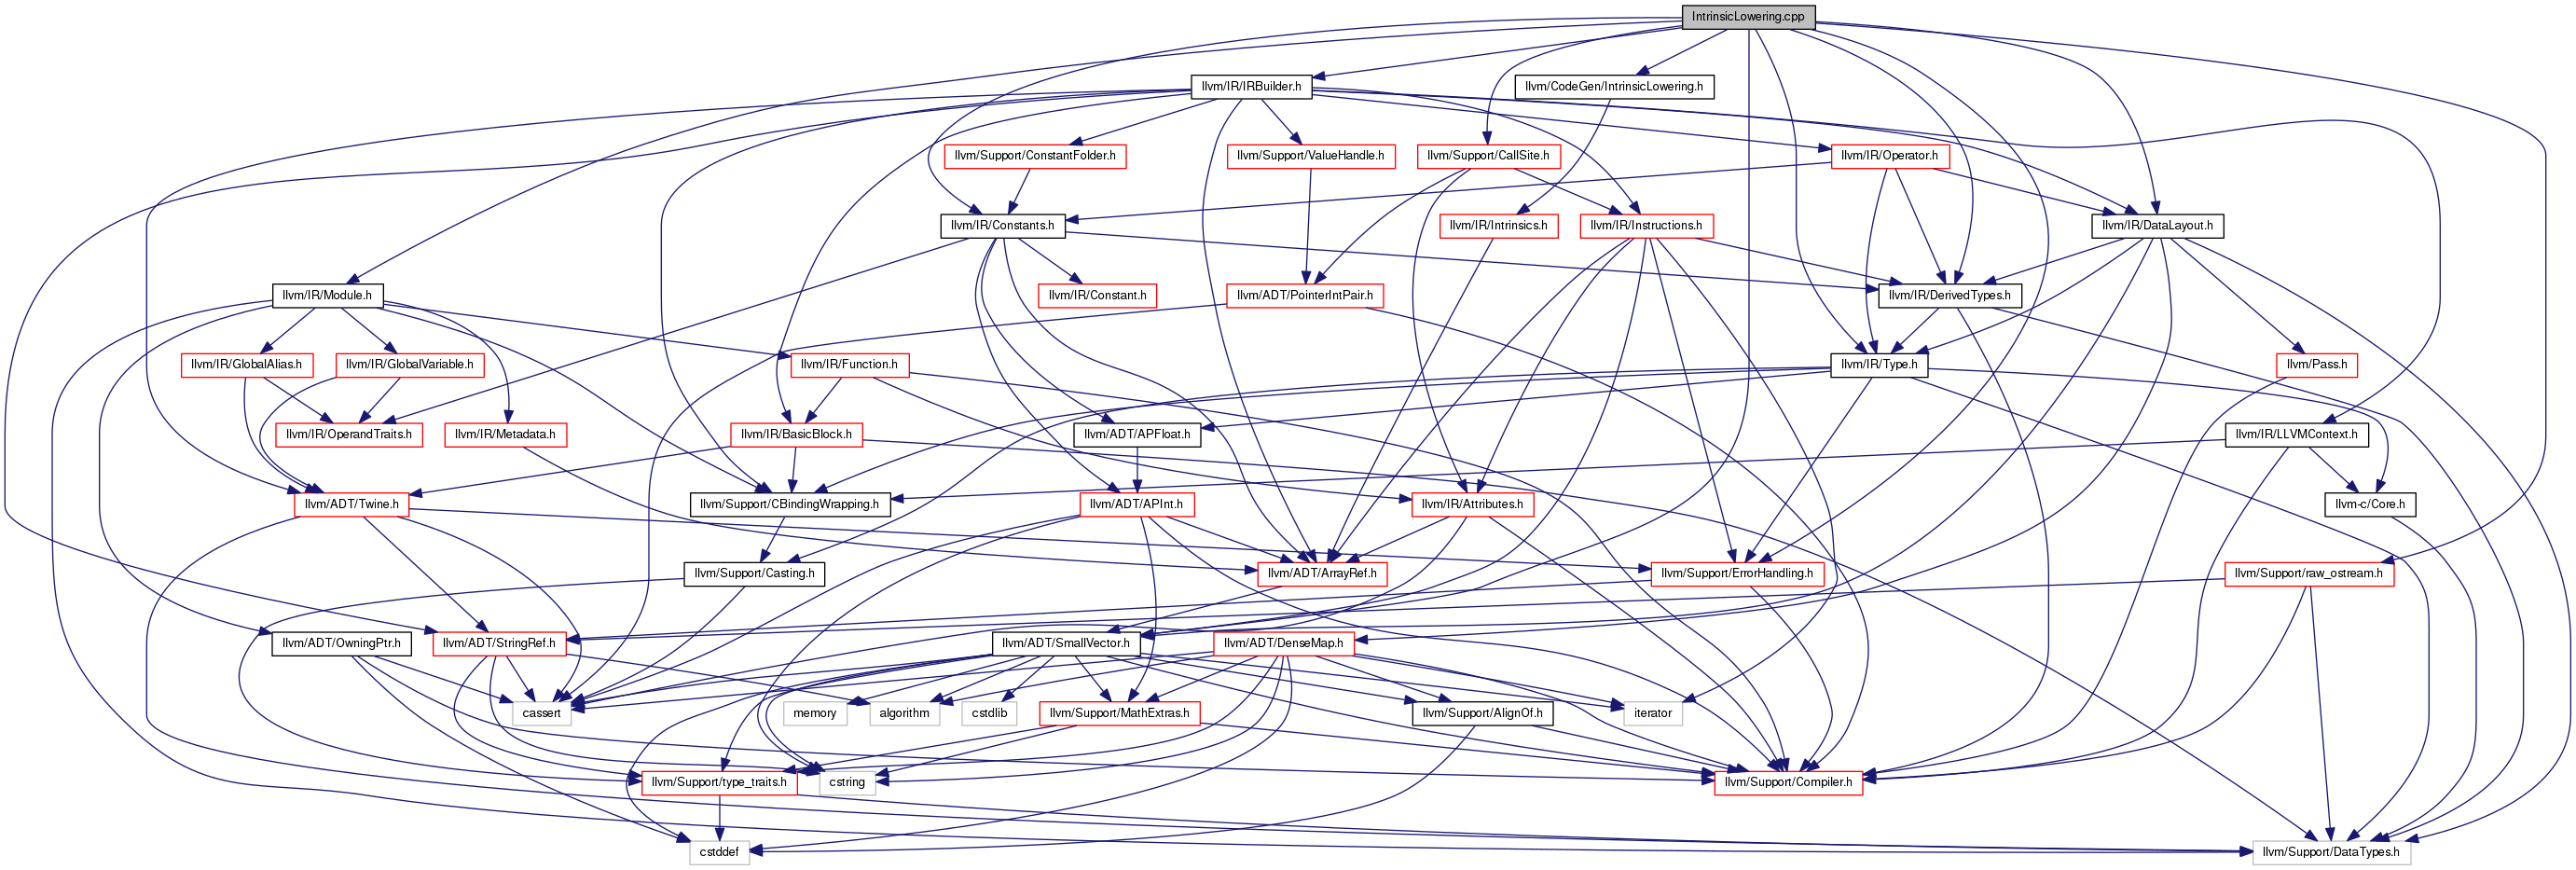 IntrinsicLowering.cpp
llvm/IR/IRBuilder.h
llvm/CodeGen/IntrinsicLowering.h
llvm/Support/ConstantFolder.h
llvm/Support/ValueHandle.h
llvm/Support/CallSite.h
llvm/IR/Operator.h
llvm/IR/Constants.h
llvm/IR/Intrinsics.h
llvm/IR/Instructions.h
llvm/IR/DataLayout.h
llvm/IR/Module.h
llvm/IR/Constant.h
llvm/ADT/PointerIntPair.h
llvm/IR/DerivedTypes.h
llvm/IR/GlobalAlias.h
llvm/IR/GlobalVariable.h
llvm/IR/Function.h
llvm/IR/Type.h
llvm/Pass.h
llvm/IR/OperandTraits.h
llvm/IR/Metadata.h
llvm/IR/BasicBlock.h
llvm/ADT/APFloat.h
llvm/IR/LLVMContext.h
llvm/ADT/Twine.h
llvm/Support/CBindingWrapping.h
llvm/ADT/APInt.h
llvm/IR/Attributes.h
llvm-c/Core.h
llvm/Support/Casting.h
llvm/ADT/ArrayRef.h
llvm/Support/ErrorHandling.h
llvm/Support/raw_ostream.h
llvm/ADT/OwningPtr.h
llvm/ADT/StringRef.h
llvm/ADT/SmallVector.h
llvm/ADT/DenseMap.h
cassert
memory
algorithm
cstdlib
llvm/Support/MathExtras.h
llvm/Support/AlignOf.h
iterator
llvm/Support/type_traits.h
cstring
llvm/Support/Compiler.h
cstddef
llvm/Support/DataTypes.h